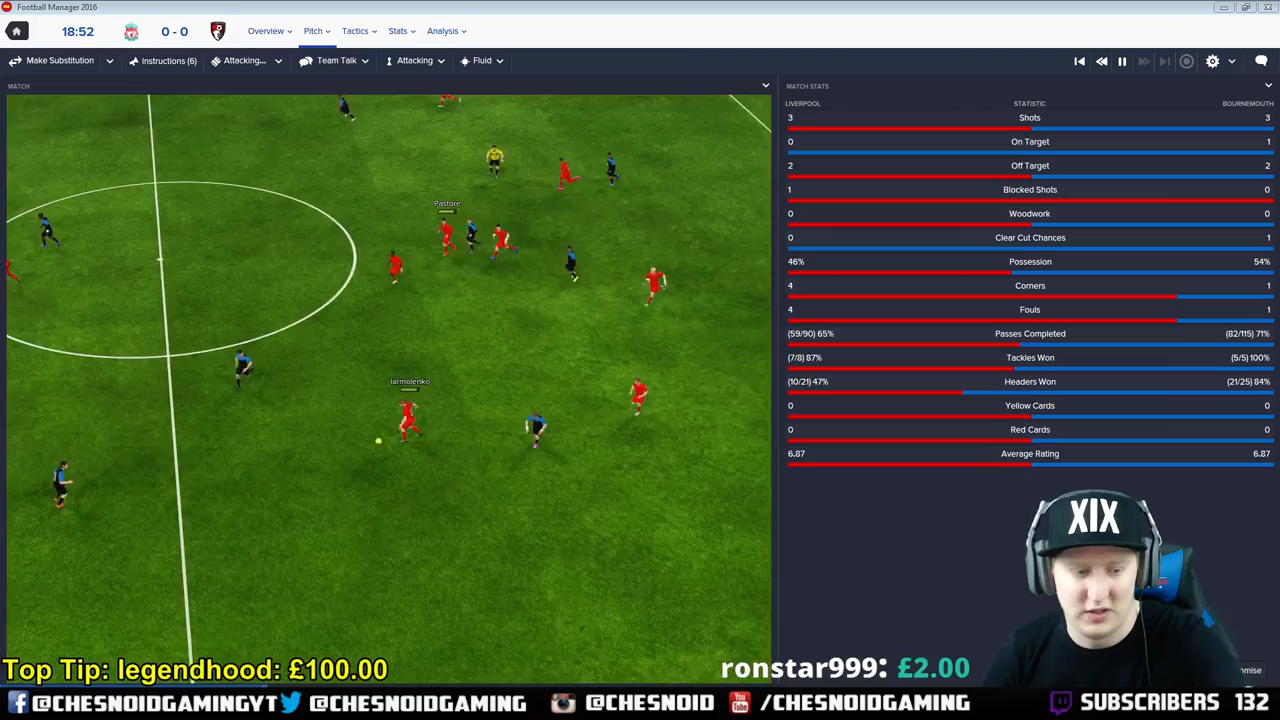 Football Manager 2016
18:52 0 - 0 Overview Pitch Tactics Stats Analysis
Make Substitution Instructions (6) Attacking... Team Talk Attacking Fluid
MATCH
MATCH STATS
LIVERPOOL STATISTIC BOURNEMOUTH
3 Shots 3
0 On Target 1
2 Off Target 2
1 Blocked Shots 0
0 Woodwork 0
0 Clear Cut Chances 1
46% Possession 54%
4 Corners 1
4 Fouls 1
(59/90) 65% Passes Completed (82/115) 71%
(7/8) 87% Tackles Won (5/5) 100%
(10/21) 47% Headers Won (21/25) 84%
0 Yellow Cards 0
0 Red Cards 0
6.87 Average Rating 6.87
Pastore
Iarmolenko
XIX
Top Tip: legendhood: £100.00
ronstar999: £2.00
@CHESNOIDGAMINGYT @CHESNOIDGAMING @CHESNOID /CHESNOIDGAMING SUBSCRIBERS 132